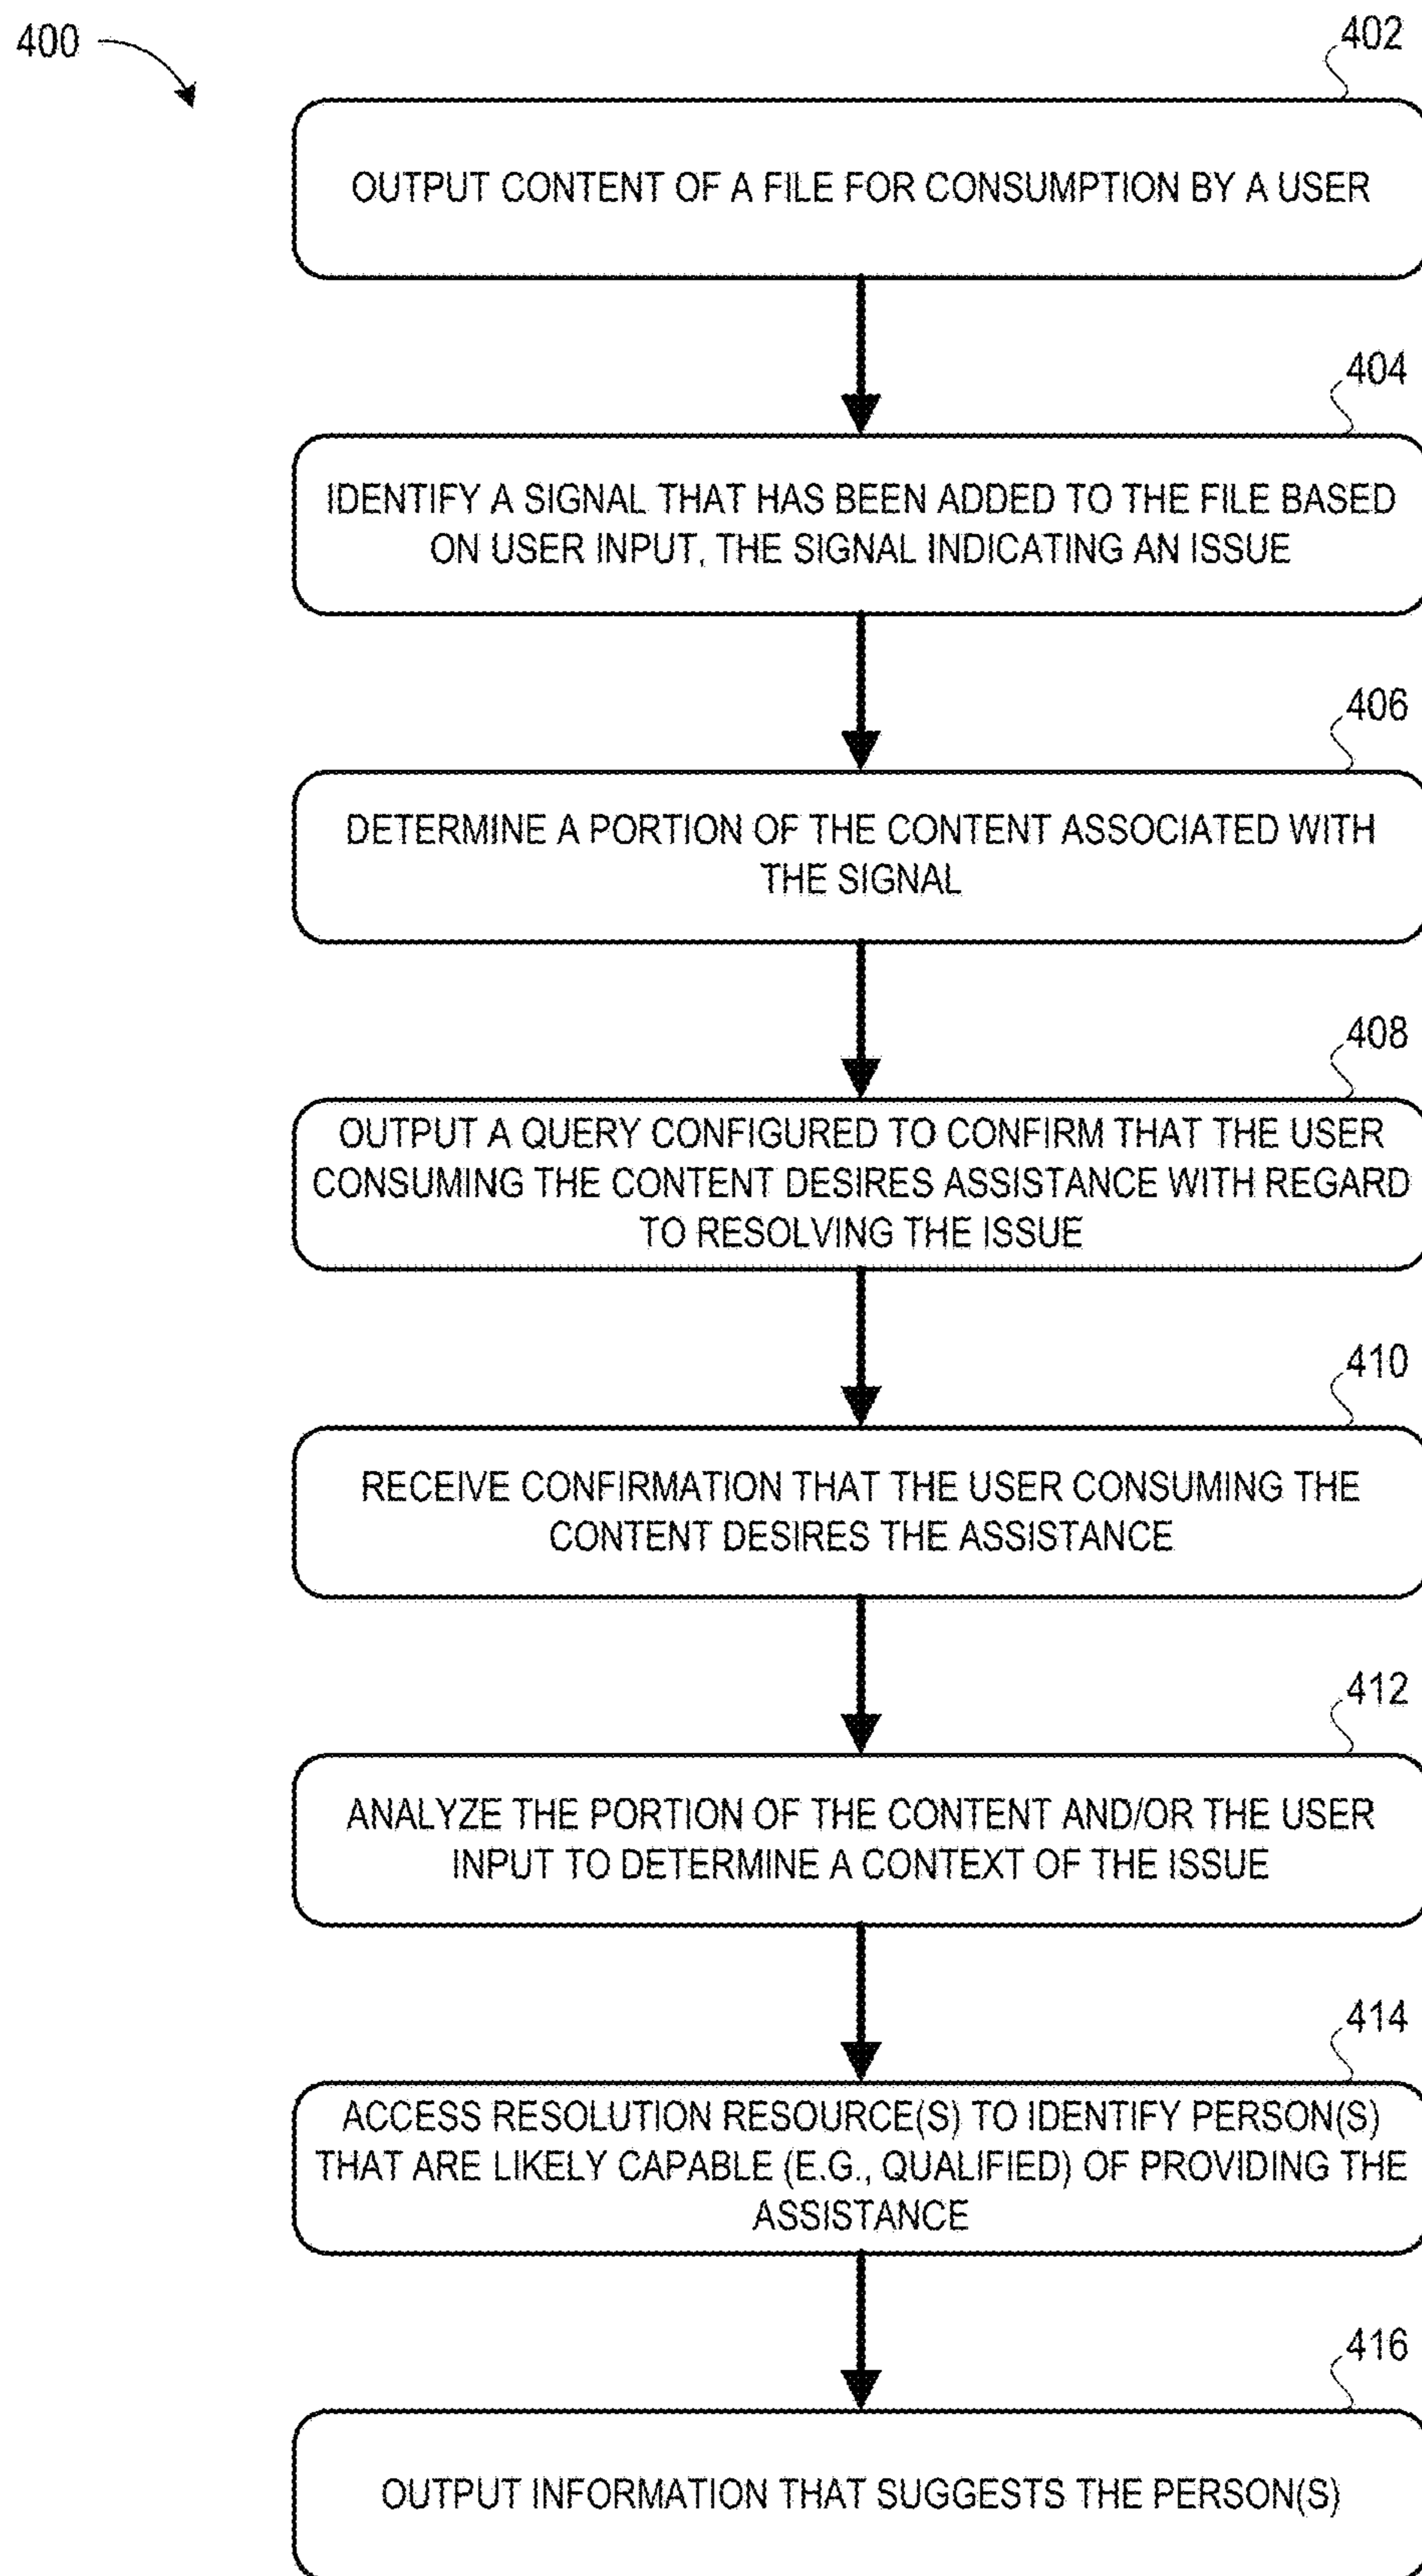 400
402
OUTPUT CONTENT OF A FILE FOR CONSUMPTION BY A USER
404
IDENTIFY A SIGNAL THAT HAS BEEN ADDED TO THE FILE BASED
ON USER INPUT, THE SIGNAL INDICATING AN ISSUE
406
DETERMINE A PORTION OF THE CONTENT ASSOCIATED WITH
THE SIGNAL
408
OUTPUT A QUERY CONFIGURED TO CONFIRM THAT THE USER
CONSUMING THE CONTENT DESIRES ASSISTANCE WITH REGARD
TO RESOLVING THE ISSUE
410
RECEIVE CONFIRMATION THAT THE USER CONSUMING THE
CONTENT DESIRES THE ASSISTANCE
412
ANALYZE THE PORTION OF THE CONTENT AND/OR THE USER
INPUT TO DETERMINE A CONTEXT OF THE ISSUE
414
ACCESS RESOLUTION RESOURCE(S) TO IDENTIFY PERSON(S)
THAT ARE LIKELY CAPABLE (E.G., QUALIFIED) OF PROVIDING THE
ASSISTANCE
416
OUTPUT INFORMATION THAT SUGGESTS THE PERSON(S)